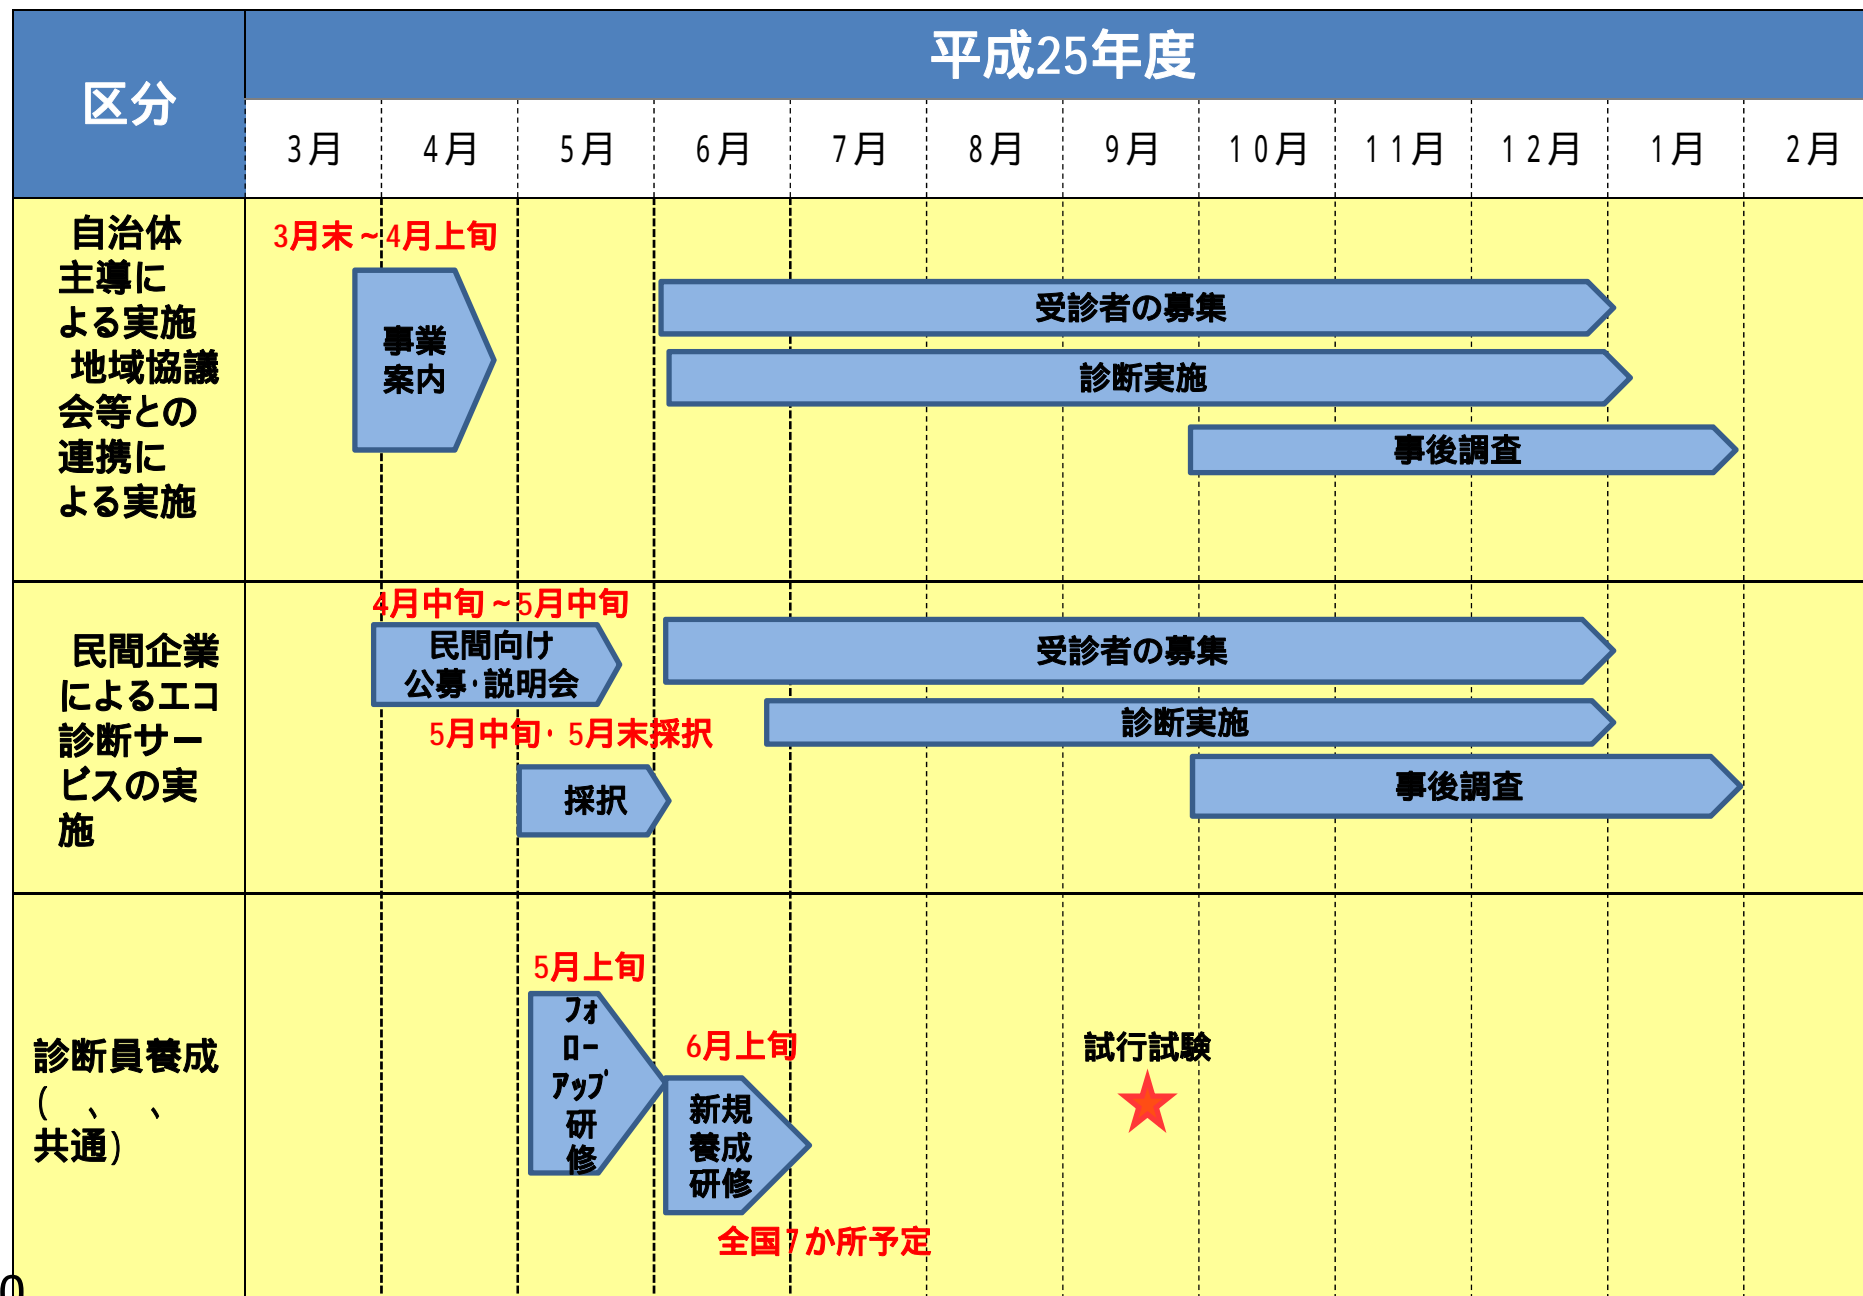 区分
平成25年度
3月
4月
5月
6月
7月
8月
9月
10月
11月
12月
1月
2月
自治体
主導に
よる実施
地域協議
会等との
連携に
よる実施
3月末～4月上旬
事業
案内
受診者の募集
診断実施
事後調査
民間企業
によるエコ
診断サー
ビスの実
施
4月中旬～5月中旬
民間向け
公募・説明会
5月中旬・5月末採択
採択
受診者の募集
診断実施
事後調査
診断員養成
(　、　、
共通)
5月上旬
ﾌｫ
ﾛｰ
ｱｯﾌﾟ
研
修
6月上旬
新規
養成
研修
全国7か所予定
試行試験
0